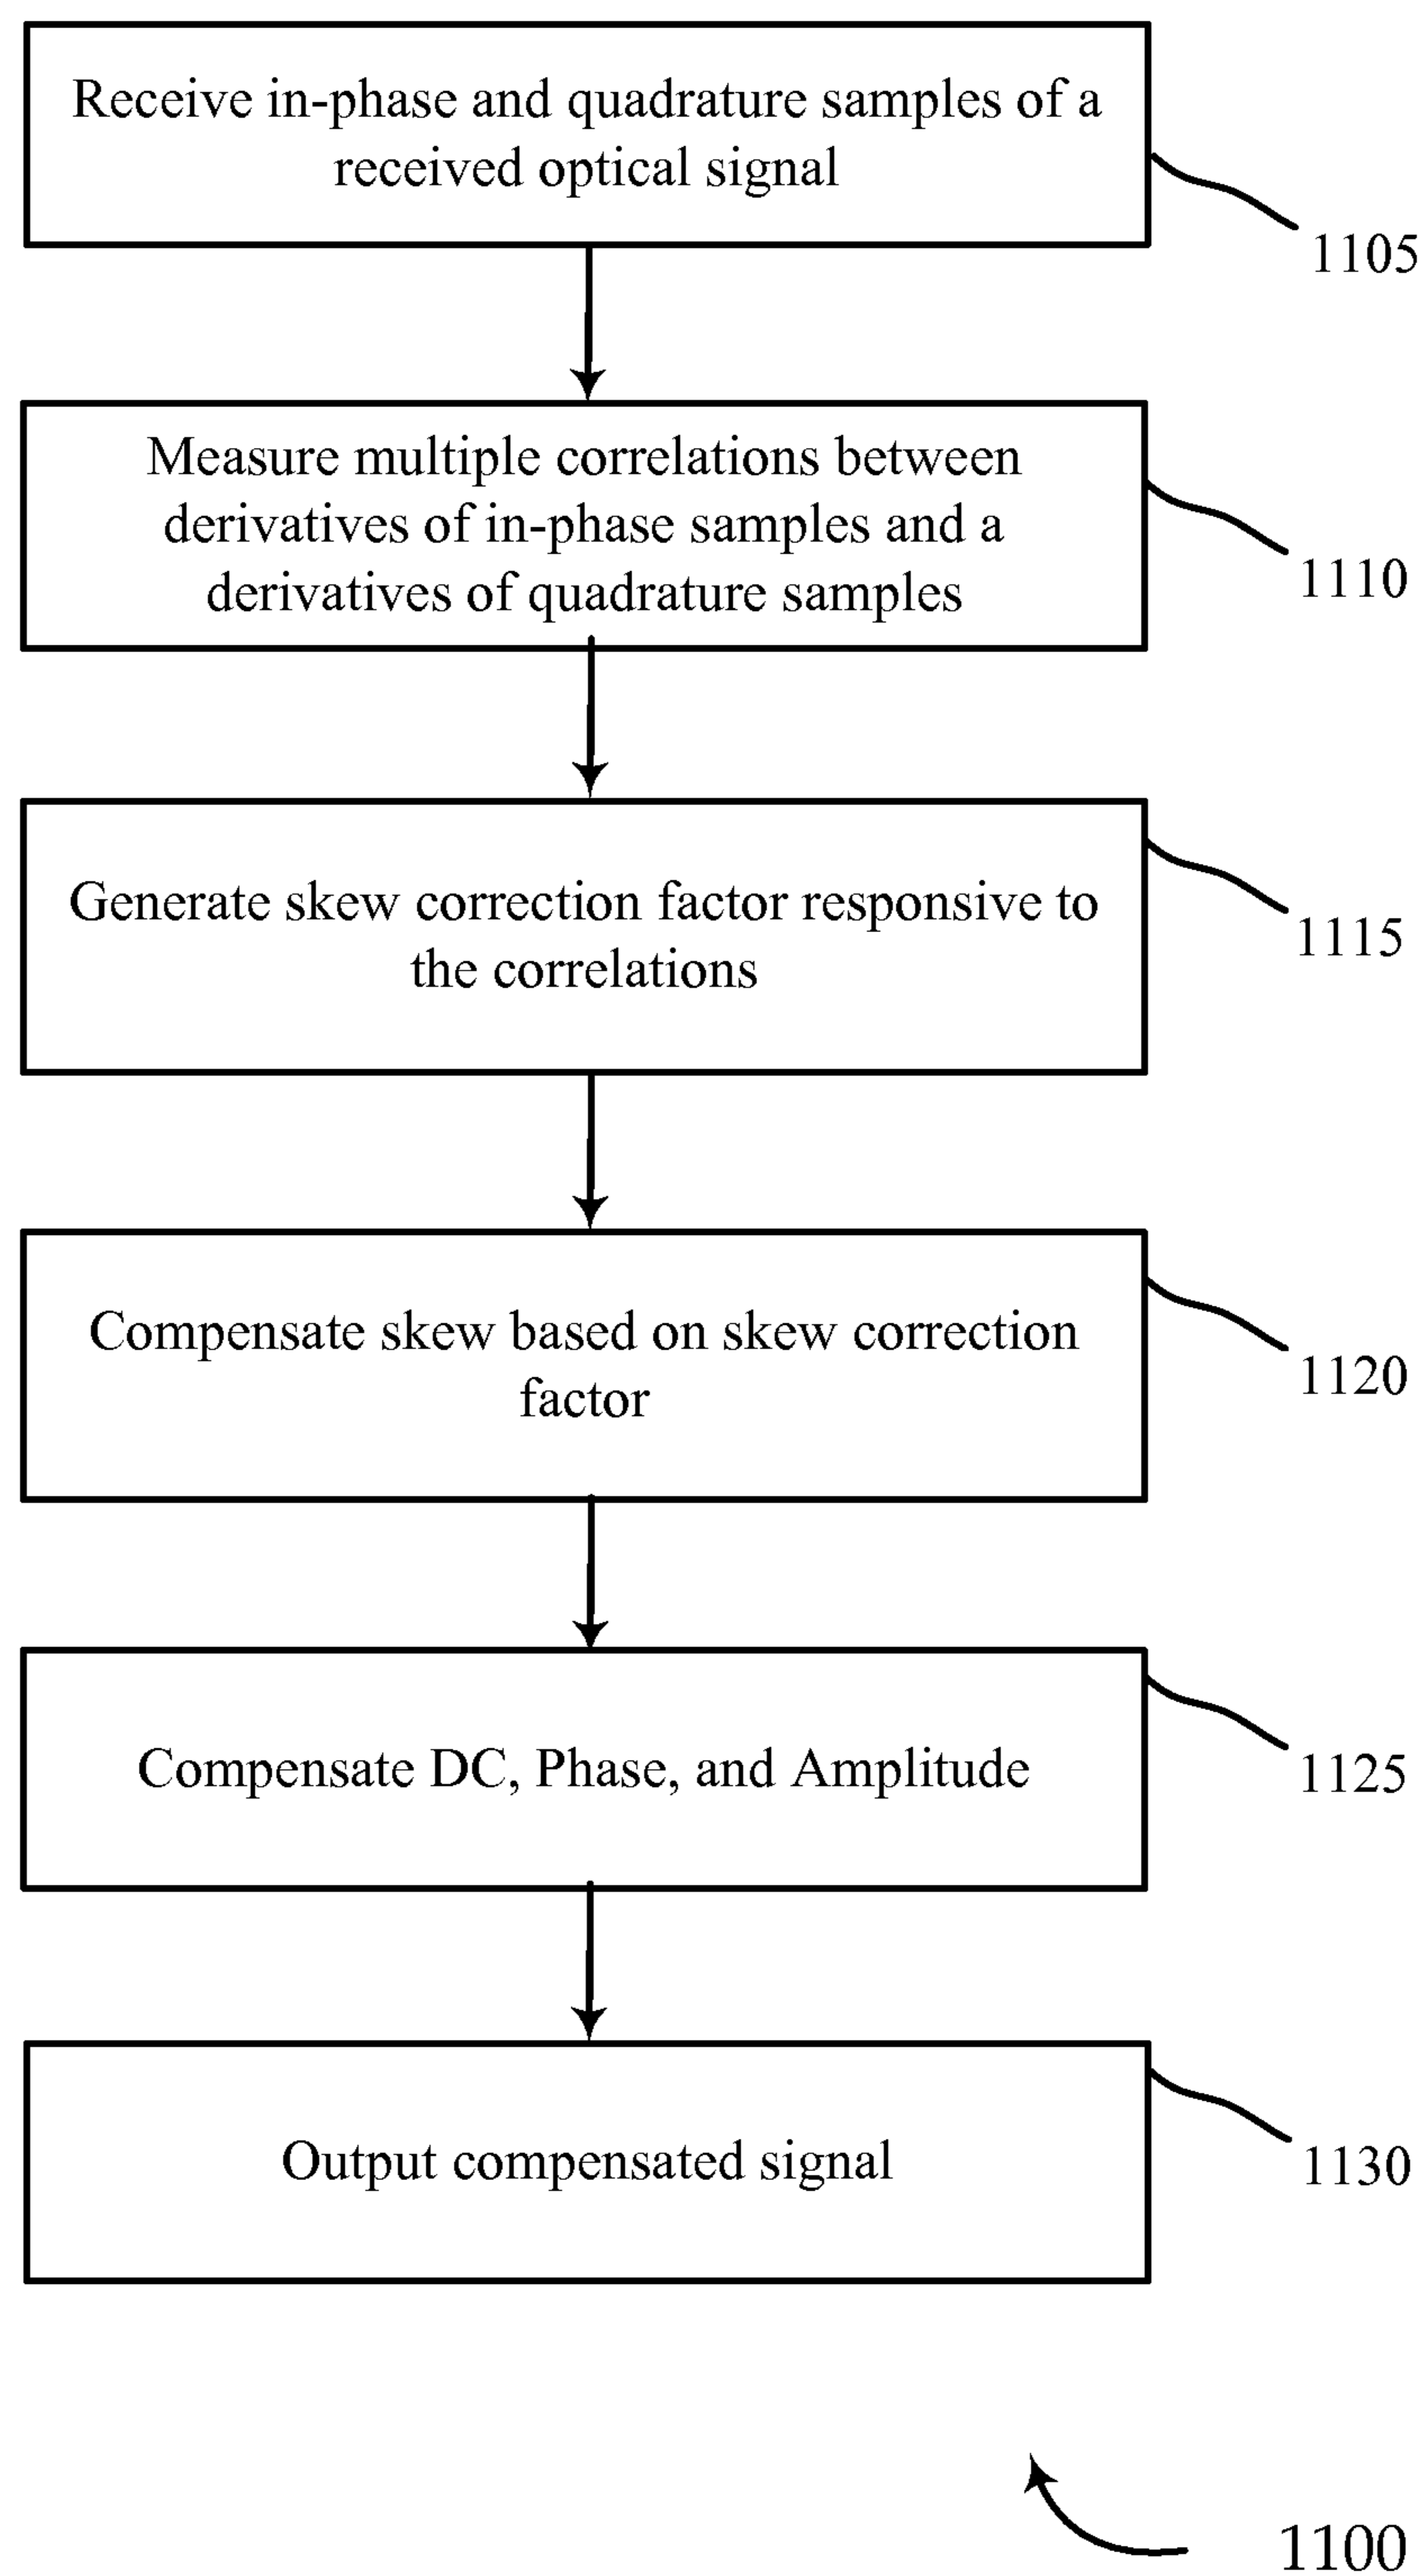 Receive in-phase and quadrature samples of a
received optical signal
1105
Measure multiple correlations between
derivatives of in-phase samples and a
derivatives of quadrature samples
1110
Generate skew correction factor responsive to
the correlations
1115
Compensate skew based on skew correction
factor
1120
Compensate DC, Phase, and Amplitude
1125
Output compensated signal
1130
1100